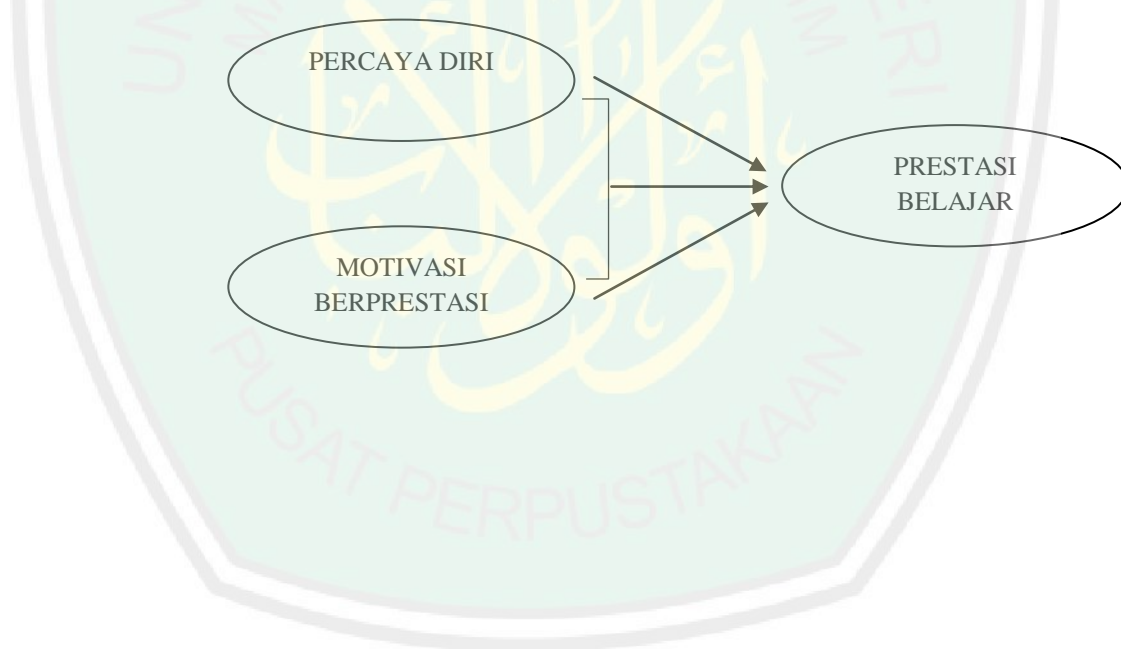 PERCAYA DIRI
MOTIVASI
BERPRESTASI
PRESTASI
BELAJAR
PUSAT PERPUSTAKAAN